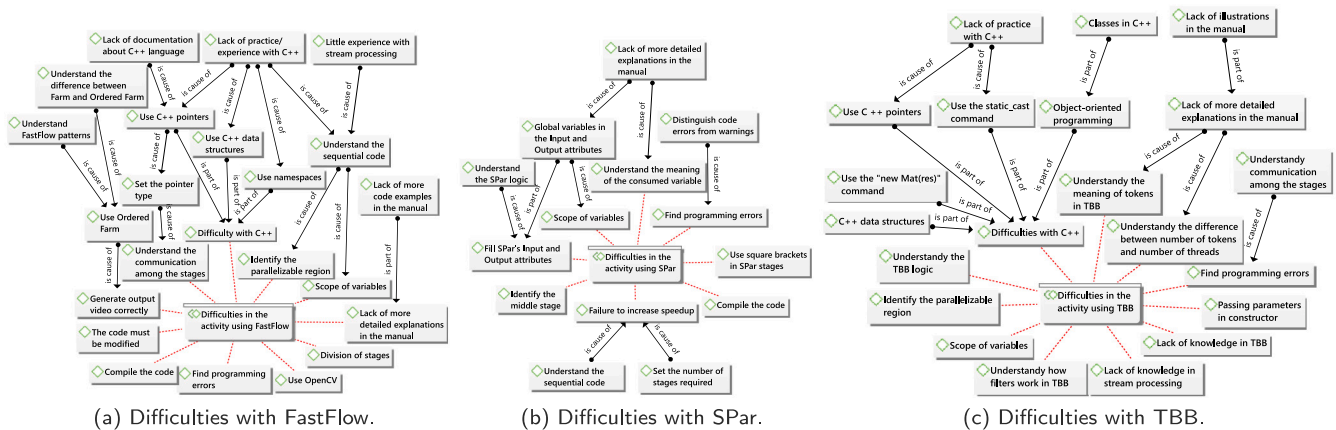 Lack of documentation
about C++ language
Lack of practice/
experience with C++
Little experience with
stream processing
Understand the
difference between
Farm and Ordered Farm
is cause of
is cause of
is cause of
is cause of
is cause of
is cause of
Understand
FastFlow patterns
Use C++ pointers
Use C++ data
structures
Understand the
sequential code
is cause of
is cause of
is cause of
is part of
is part of
is part of
Use namespaces
Set the pointer
type
Lack of more
code examples
in the manual
Use Ordered
Farm
Difficulty with C++
is cause of
is cause of
is cause of
is cause of
is part of
Understand the
communication
among the stages
Identify the
parallelizable region
Scope of variables
Generate output
video correctly
Difficulties in the
activity using FastFlow
Lack of more
detailed explanations
in the manual
The code must
be modified
Division of stages
Compile the code
Find programming
errors
Use OpenCV
(a) Difficulties with FastFlow.
Lack of more detailed
explanations in the
manual
is cause of
is cause of
Global variables in
the Input and
Output attributes
Distinguish code
errors from warnings
is cause of
Understand
the SPar logic
Understand the meaning
of the consumed variable
is cause of
is part of
is cause of
Scope of variables
Find programming errors
Fill SPar's Input and
Output attributes
Difficulties in the
activity using SPar
Use square brackets
in SPar stages
Identify the
middle stage
Failure to increase speedup
Compile the code
is cause of
is cause of
Understand the
sequential code
Set the number of
stages required
(b) Difficulties with SPar.
Lack of practice
with C++
Classes in C++
Lack of illustrations
in the manual
is cause of
is cause of
is part of
is part of
Use C ++ pointers
Use the static_cast
command
Object-oriented
programming
Lack of more detailed
explanations in the manual
is part of
is part of
is part of
is cause of
is cause of
Understandy
communication
among the stages
Use the "new Mat(res)"
command
Understandy the
meaning of tokens
in TBB
is part of
is cause of
C++ data structures
is part of
Difficulties with C++
Understandy the difference
between number of tokens
and number of threads
Understandy the
TBB logic
Find programming errors
Identify the parallelizable
region
Difficulties in the
activity using TBB
Passing parameters
in constructor
Scope of variables
Lack of knowledge in TBB
Understandy how
filters work in TBB
Lack of knowledge in
stream processing
(c) Difficulties with TBB.